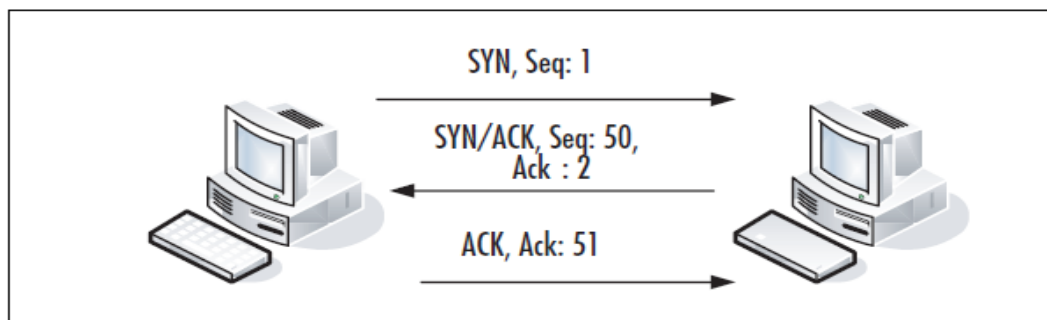 SYN, Seq: 1
SYN/ACK, Seq: 50,
Ack : 2
ACK, Ack: 51